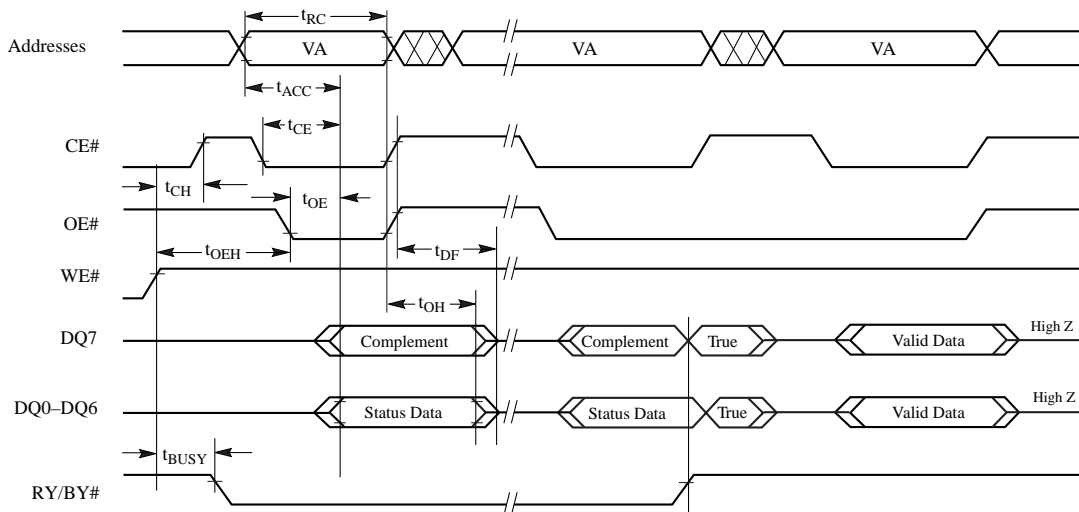 tRC
Addresses VA VA VA
tACC
tCE
CE#
tCH tOE
OE#
tOEH tDF
WE#
tOH
DQ7 Complement Complement True Valid Data High Z
DQ0–DQ6 Status Data Status Data True Valid Data High Z
tBUSY
RY/BY#